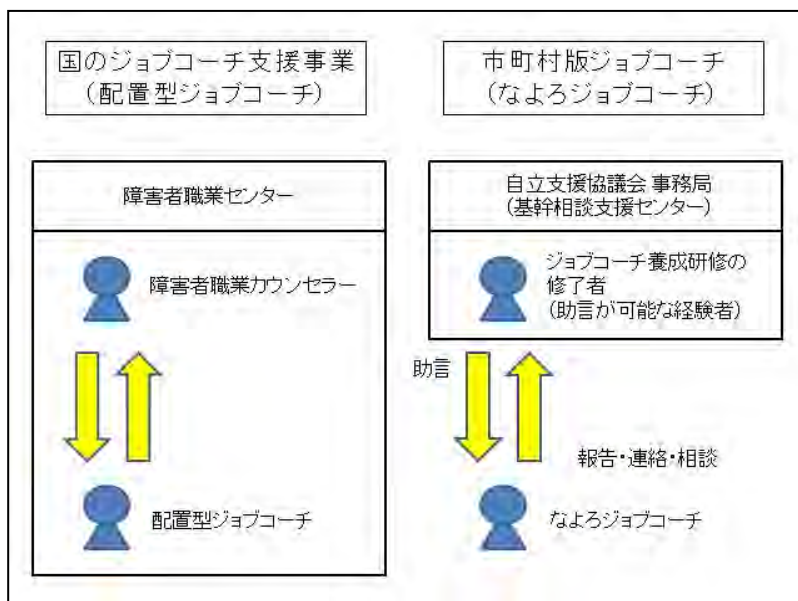 国のジョブコーチ支援事業
(配置型ジョブコーチ)
障害者職業センター
障害者職業カウンセラー
配置型ジョブコーチ
市町村版ジョブコーチ
(なよろジョブコーチ)
自立支援協議会 事務局
(基幹相談支援センター)
ジョブコーチ養成研修の
修了者
(助言が可能な経験者)
助言
報告・連絡・相談
なよろジョブコーチ